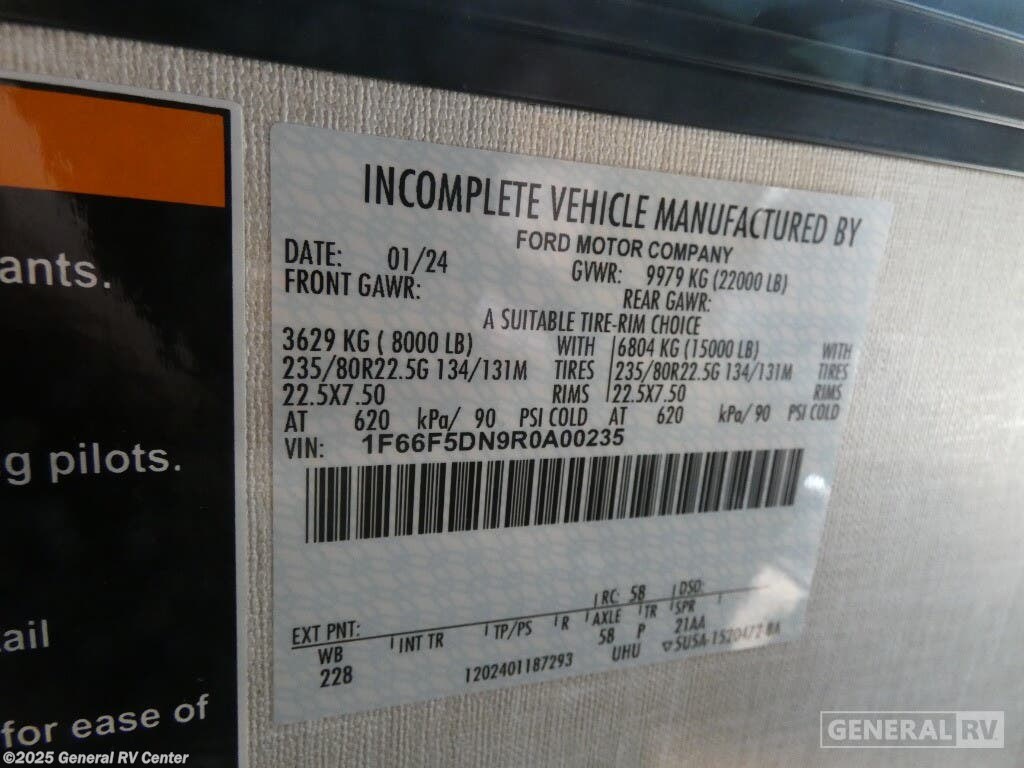 ants.
g pilots.
ail
for ease of
INCOMPLETE VEHICLE MANUFACTURED BY
FORD MOTOR COMPANY
DATE: 01/24 GVWR: 9979 KG (22000 LB)
FRONT GAWR: REAR GAWR:
A SUITABLE TIRE-RIM CHOICE
3629 KG ( 8000 LB) WITH 6804 KG (15000 LB) WITH
235/80R22.5G 134/131M TIRES 235/80R22.5G 134/131M TIRES
22.5X7.50 RIMS 22.5X7.50 RIMS
AT 620 kPa/ 90 PSI COLD AT 620 kPa/ 90 PSI COLD
VIN: 1F66F5DN9R0A00235
EXT PNT: RC: 58 DSO:
WB INT TR TP/PS R AXLE TR SPR
228 58 P 21AA
1202401187293 UHU ▽SU5A-1520472-BA
©2025 General RV Center
GENERAL RV